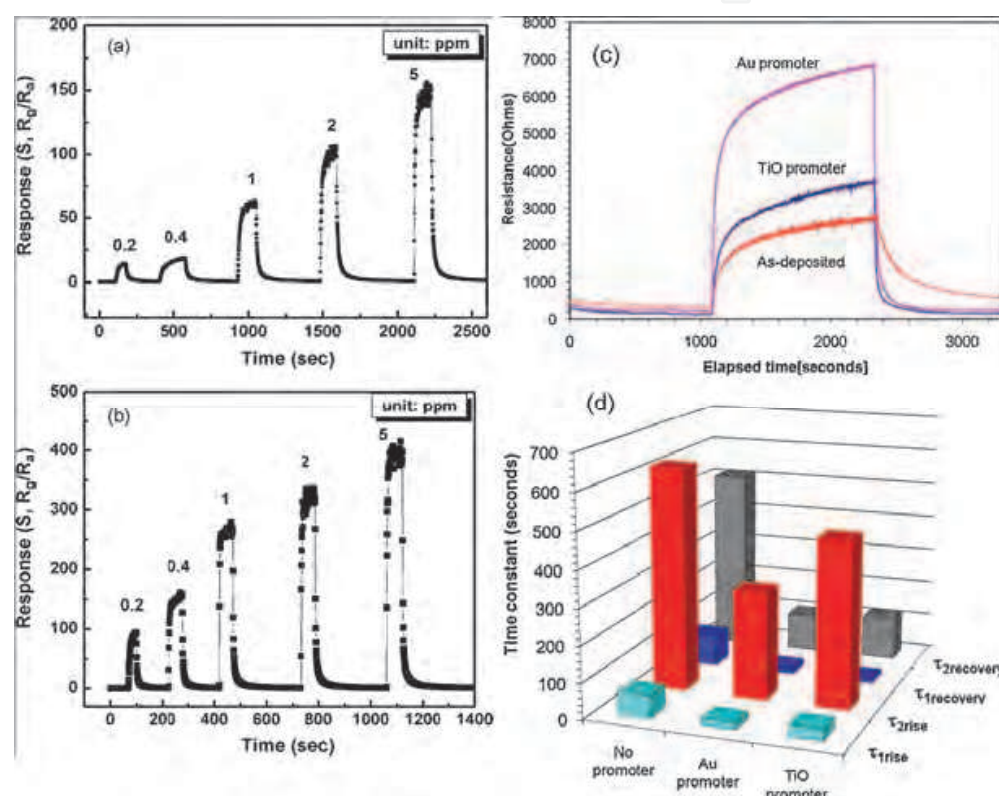 (a)
unit: ppm
200
150
100
50
0
Response (S, Rg/Ra)
0.2
0.4
1
2
5
0
500
1000
1500
2000
2500
Time (sec)
(b)
unit: ppm
500
400
300
200
100
0
Response (S, Rg/Ra)
0.2
0.4
1
2
5
0
200
400
600
800
1000
1200
1400
Time (sec)
(c)
8000
7000
6000
5000
4000
3000
2000
1000
0
Resistance[Ohms]
Au promoter
TiO promoter
As-deposited
0
1000
2000
3000
Elapsed time[seconds]
(d)
700
600
500
400
300
200
100
0
Time constant (seconds)
No
promoter
Au
promoter
TiO
promoter
τ2recovery
τ1recovery
τ2rise
τ1rise